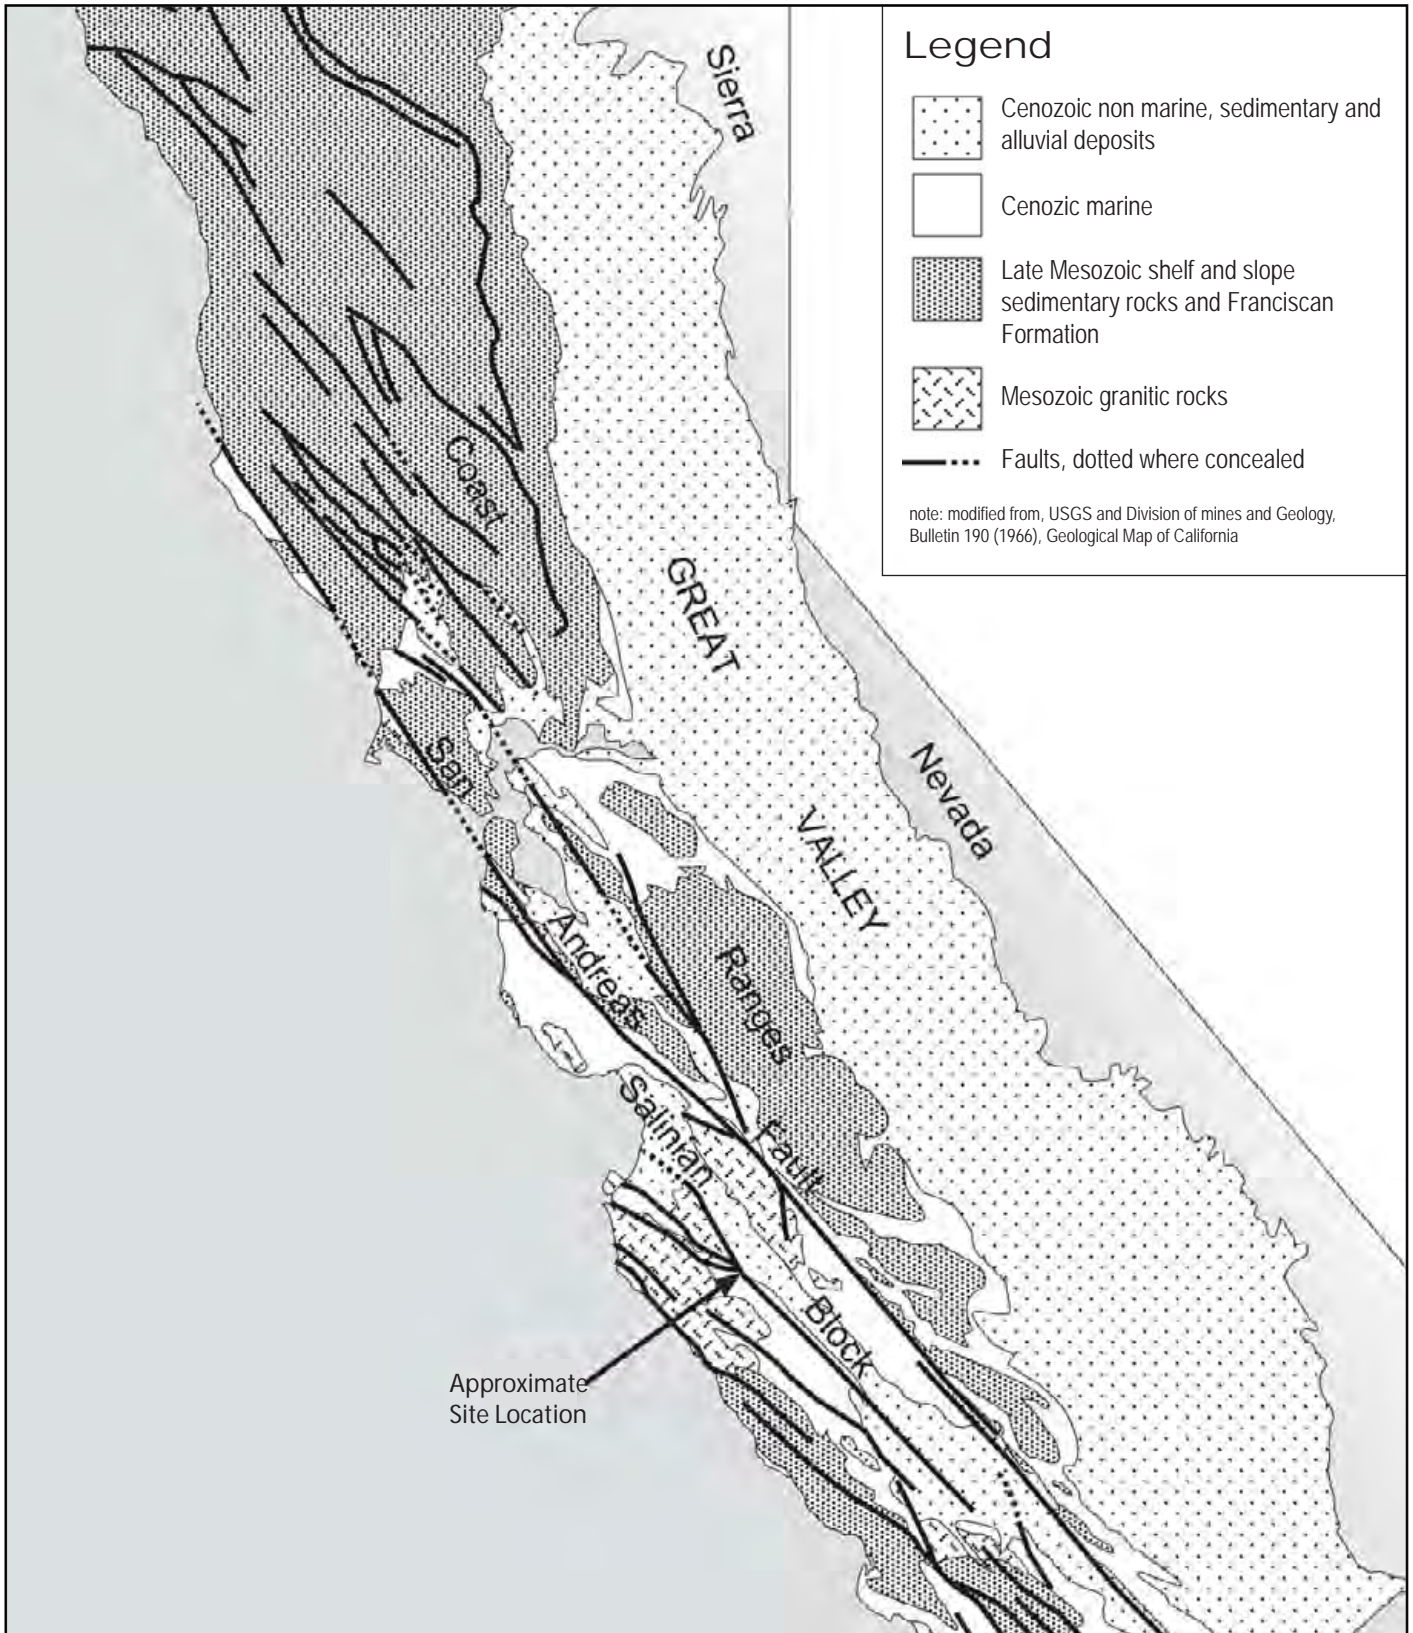 Legend
Cenozoic non marine, sedimentary and
alluvial deposits
Cenozic marine
Late Mesozoic shelf and slope
sedimentary rocks and Franciscan
Formation
Mesozoic granitic rocks
Faults, dotted where concealed
note: modified from, USGS and Division of mines and Geology,
Bulletin 190 (1966), Geological Map of California
Sierra
Nevada
GREAT
VALLEY
Coast
Ranges
San
Andreas
Fault
Salinian
Block
Approximate
Site Location